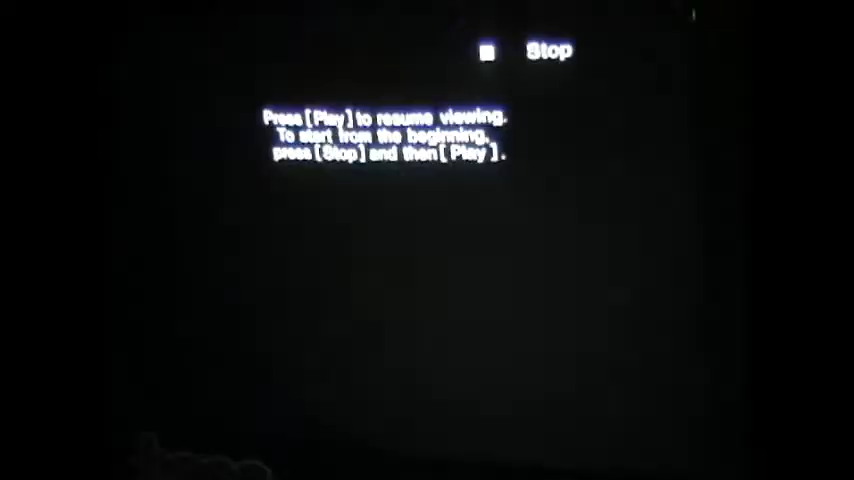 Stop
Press [Play] to resume viewing.
To start from the beginning,
press [Stop] and then [Play].